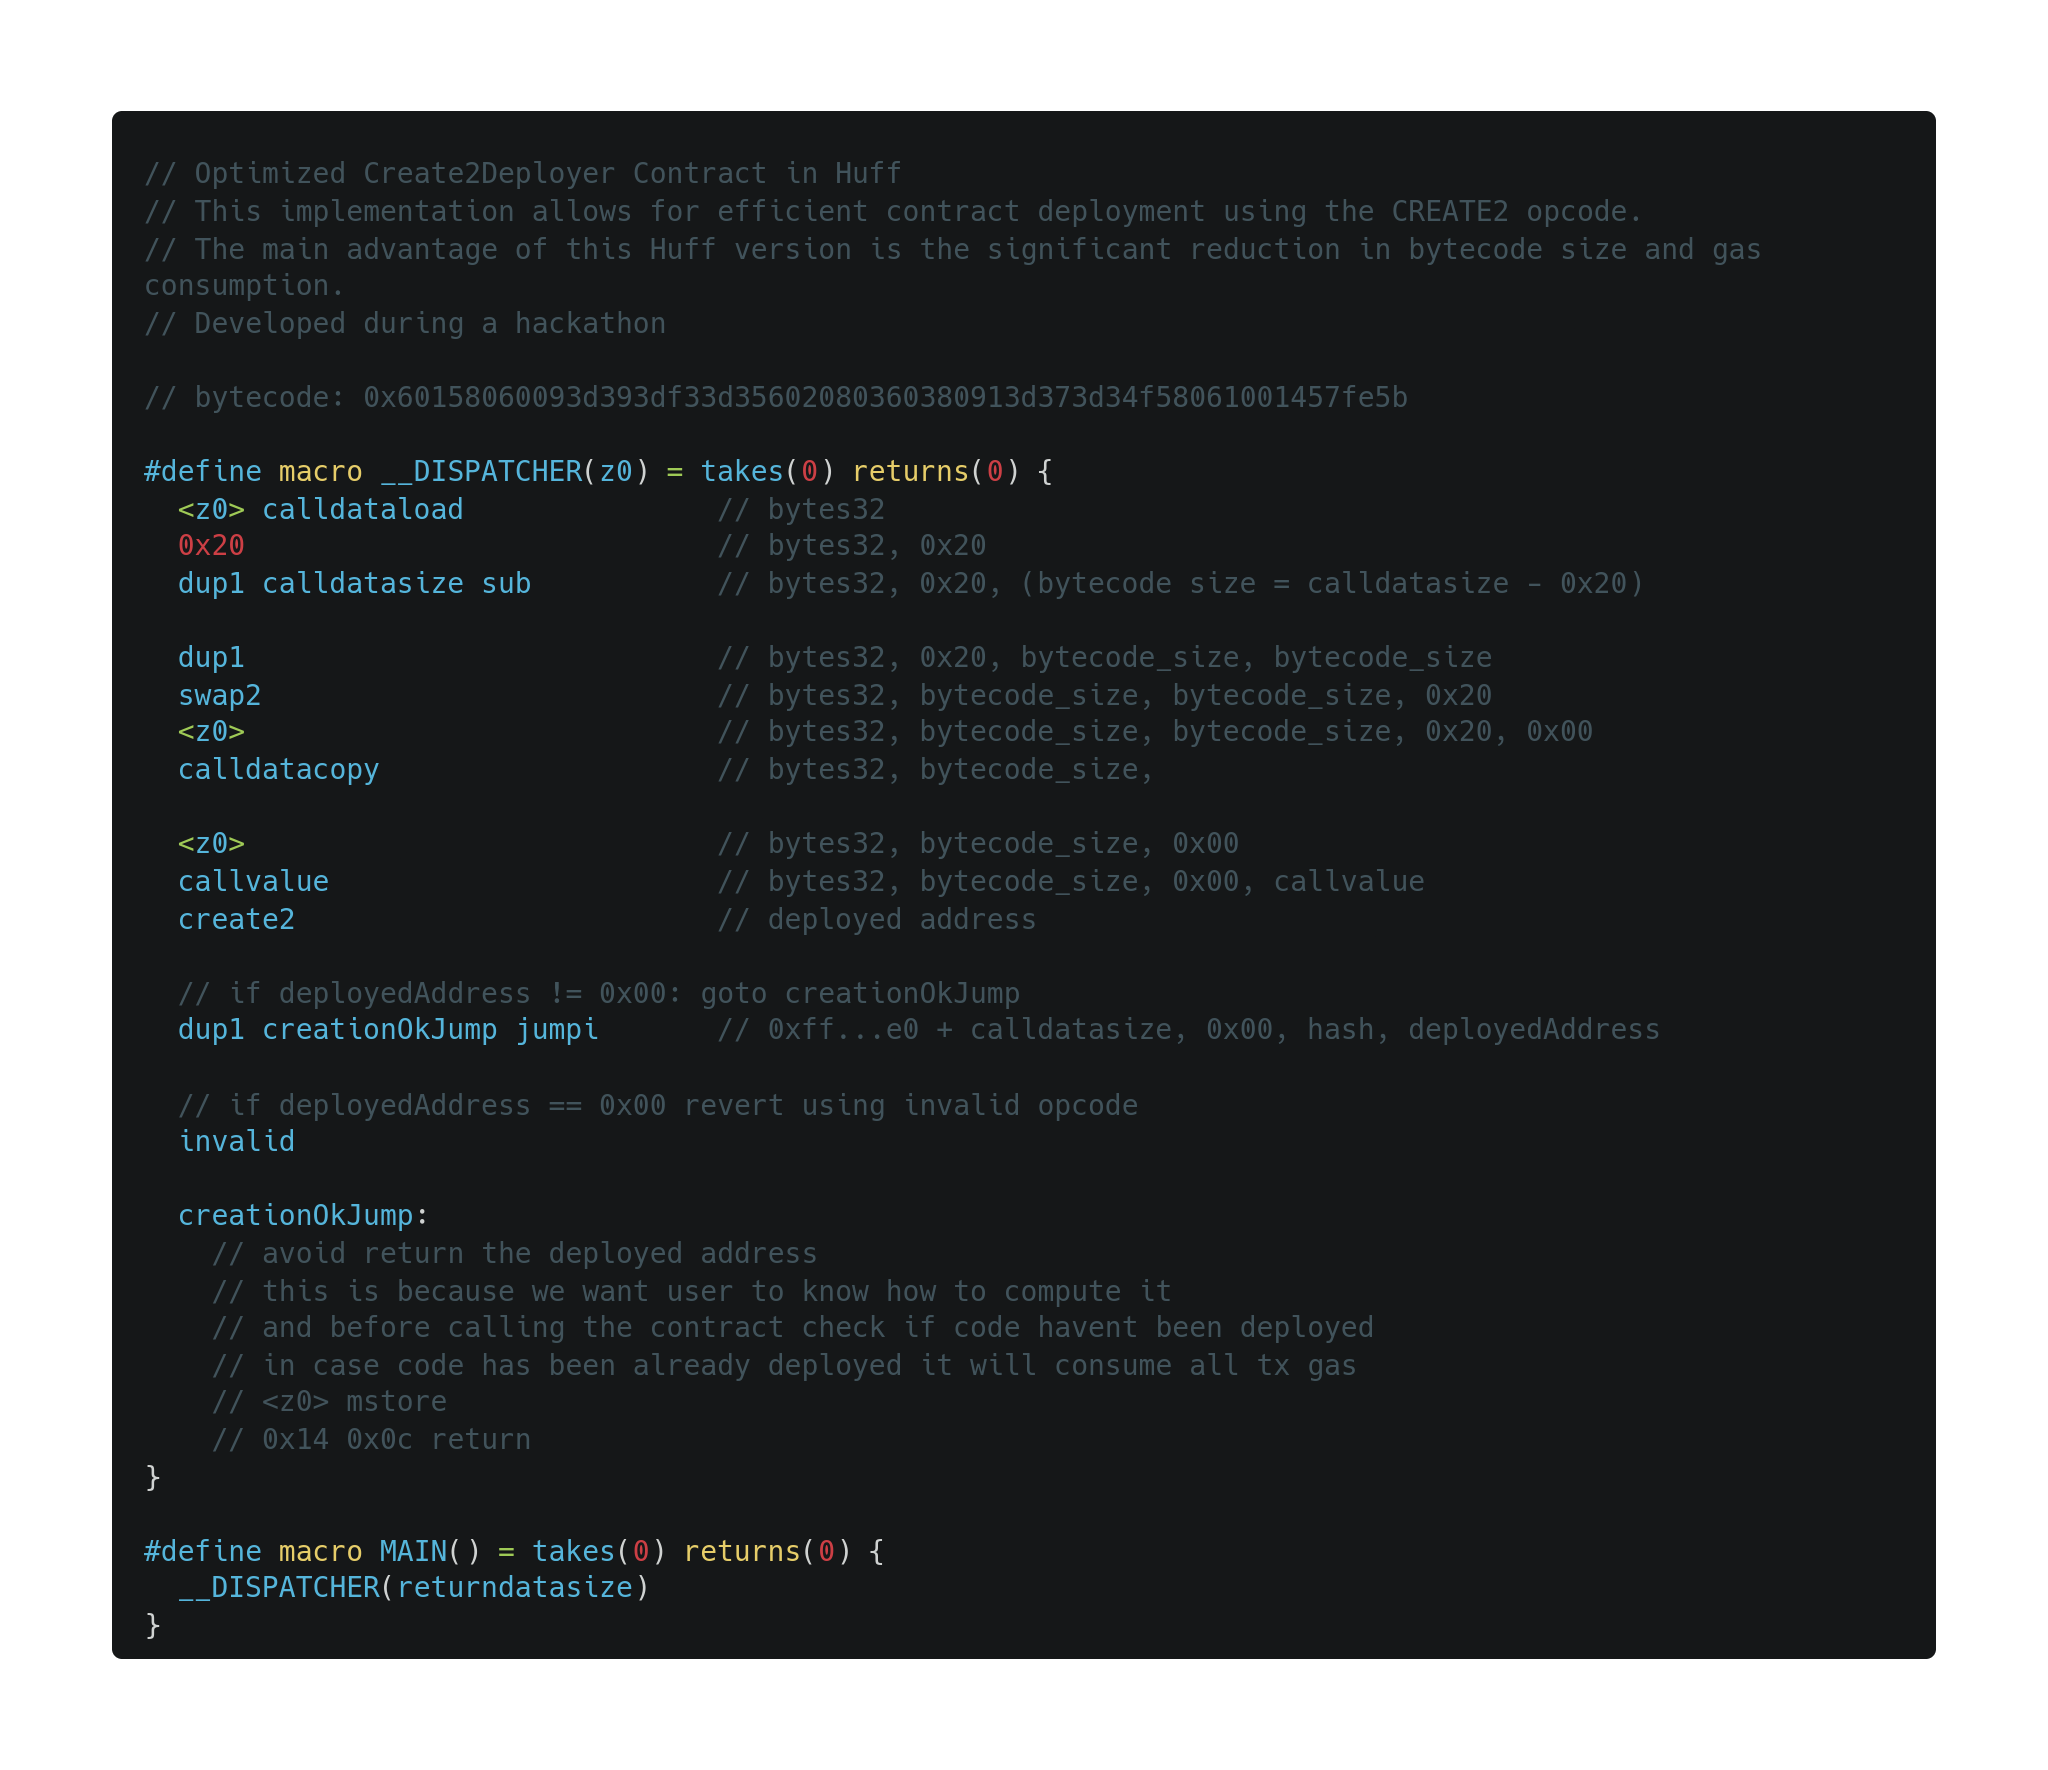 // Optimized Create2Deployer Contract in Huff
// This implementation allows for efficient contract deployment using the CREATE2 opcode.
// The main advantage of this Huff version is the significant reduction in bytecode size and gas
consumption.
// Developed during a hackathon
// bytecode: 0x60158060093d393df33d35602080360380913d373d34f58061001457fe5b
#define macro __DISPATCHER(z0) = takes(0) returns(0) {
<z0> calldataload // bytes32
0x20 // bytes32, 0x20
dup1 calldatasize sub // bytes32, 0x20, (bytecode size = calldatasize - 0x20)
dup1 // bytes32, 0x20, bytecode_size, bytecode_size
swap2 // bytes32, bytecode_size, bytecode_size, 0x20
<z0> // bytes32, bytecode_size, bytecode_size, 0x20, 0x00
calldatacopy // bytes32, bytecode_size,
<z0> // bytes32, bytecode_size, 0x00
callvalue // bytes32, bytecode_size, 0x00, callvalue
create2 // deployed address
// if deployedAddress != 0x00: goto creationOkJump
dup1 creationOkJump jumpi // 0xff...e0 + calldatasize, 0x00, hash, deployedAddress
// if deployedAddress == 0x00 revert using invalid opcode
invalid
creationOkJump:
// avoid return the deployed address
// this is because we want user to know how to compute it
// and before calling the contract check if code havent been deployed
// in case code has been already deployed it will consume all tx gas
// <z0> mstore
// 0x14 0x0c return
}
#define macro MAIN() = takes(0) returns(0) {
__DISPATCHER(returndatasize)
}